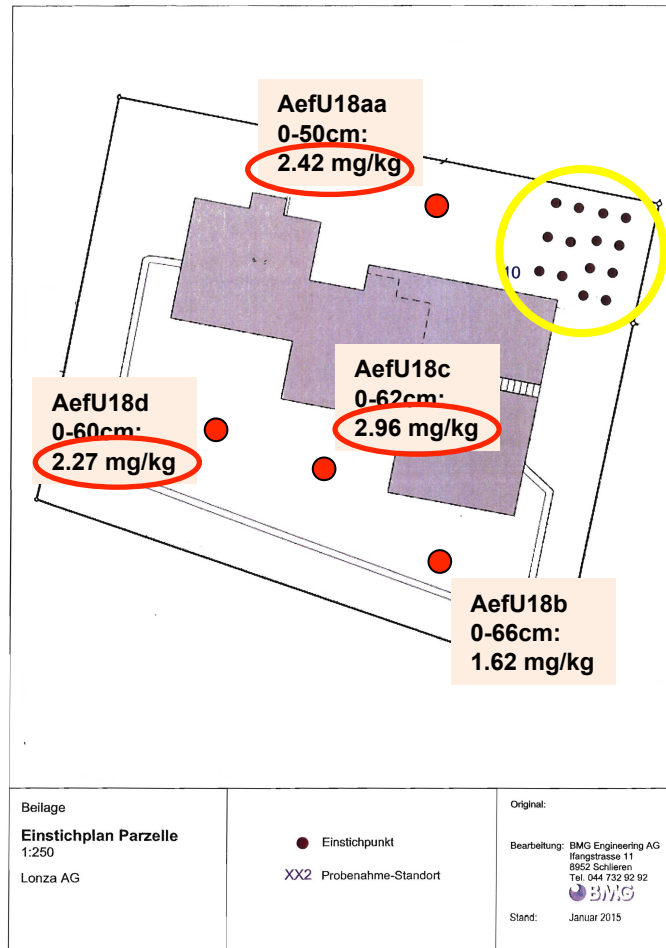 AefU18aa
0-50cm:
2.42 mg/kg
10
AefU18c
0-62cm:
2.96 mg/kg
AefU18d
0-60cm:
2.27 mg/kg
AefU18b
0-66cm:
1.62 mg/kg
Beilage
Einstichplan Parzelle
1:250
Lonza AG
Einstichpunkt
XX2 Probenahme-Standort
Original:
Bearbeitung: BMG Engineering AG
Ifangstrasse 11
8952 Schlieren
Tel. 044 732 92 92
BMG
Stand: Januar 2015